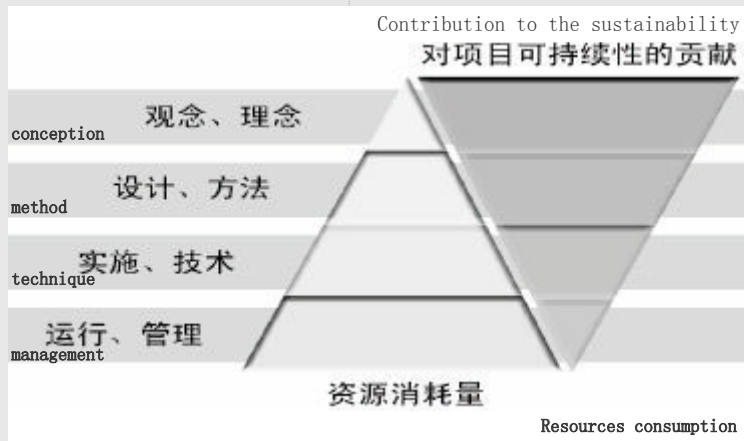 Contribution to the sustainability
对项目可持续性的贡献
观念、理念
conception
设计、方法
method
实施、技术
technique
运行、管理
management
资源消耗量
Resources consumption